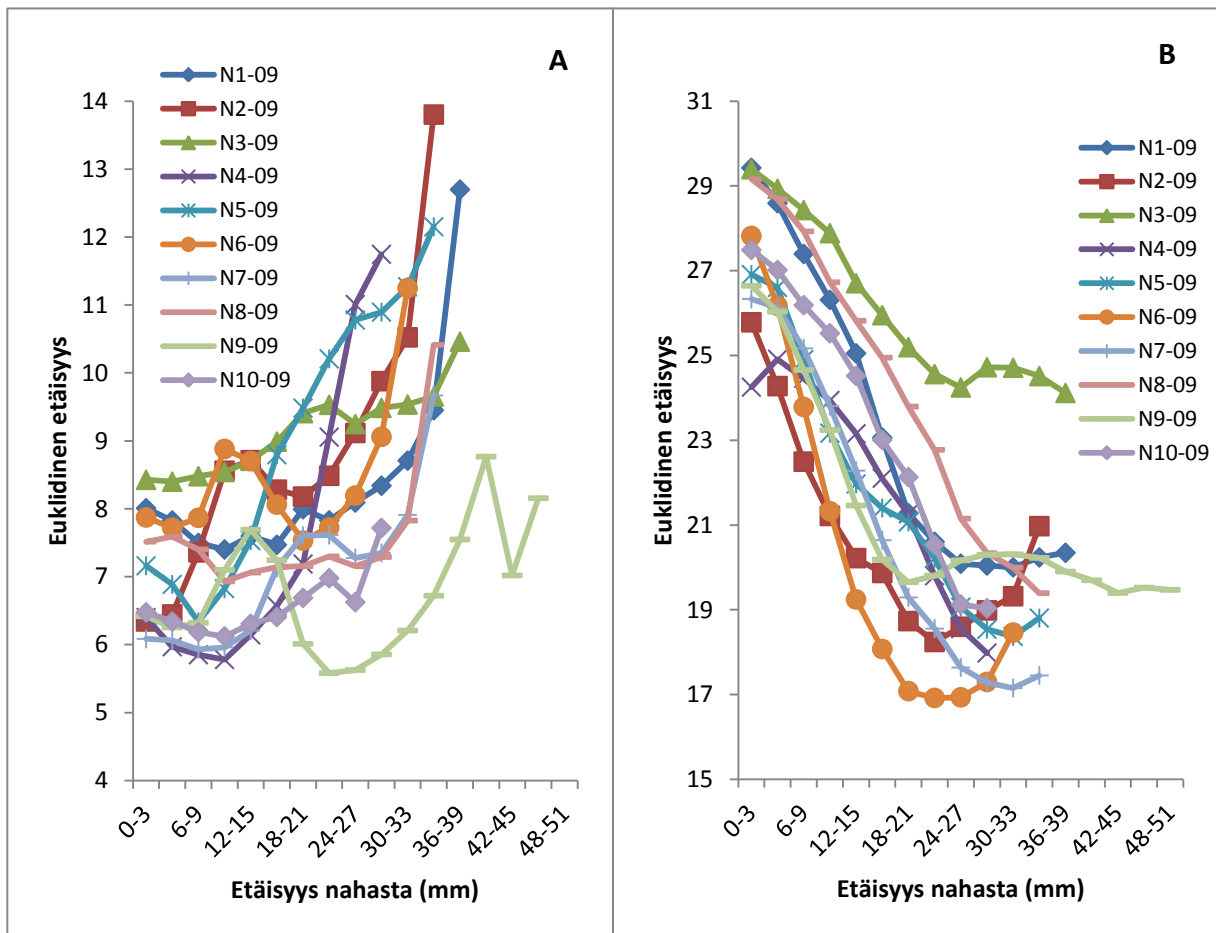 A
N1-09
N2-09
N3-09
N4-09
N5-09
N6-09
N7-09
N8-09
N9-09
N10-09
14
13
12
11
10
9
8
7
6
5
4
Euklidinen etäisyys
0-3
6-9
12-15
18-21
24-27
30-33
36-39
42-45
48-51
Etäisyys nahasta (mm)
B
N1-09
N2-09
N3-09
N4-09
N5-09
N6-09
N7-09
N8-09
N9-09
N10-09
31
29
27
25
23
21
19
17
15
Euklidinen etäisyys
0-3
6-9
12-15
18-21
24-27
30-33
36-39
42-45
48-51
Etäisyys nahasta (mm)